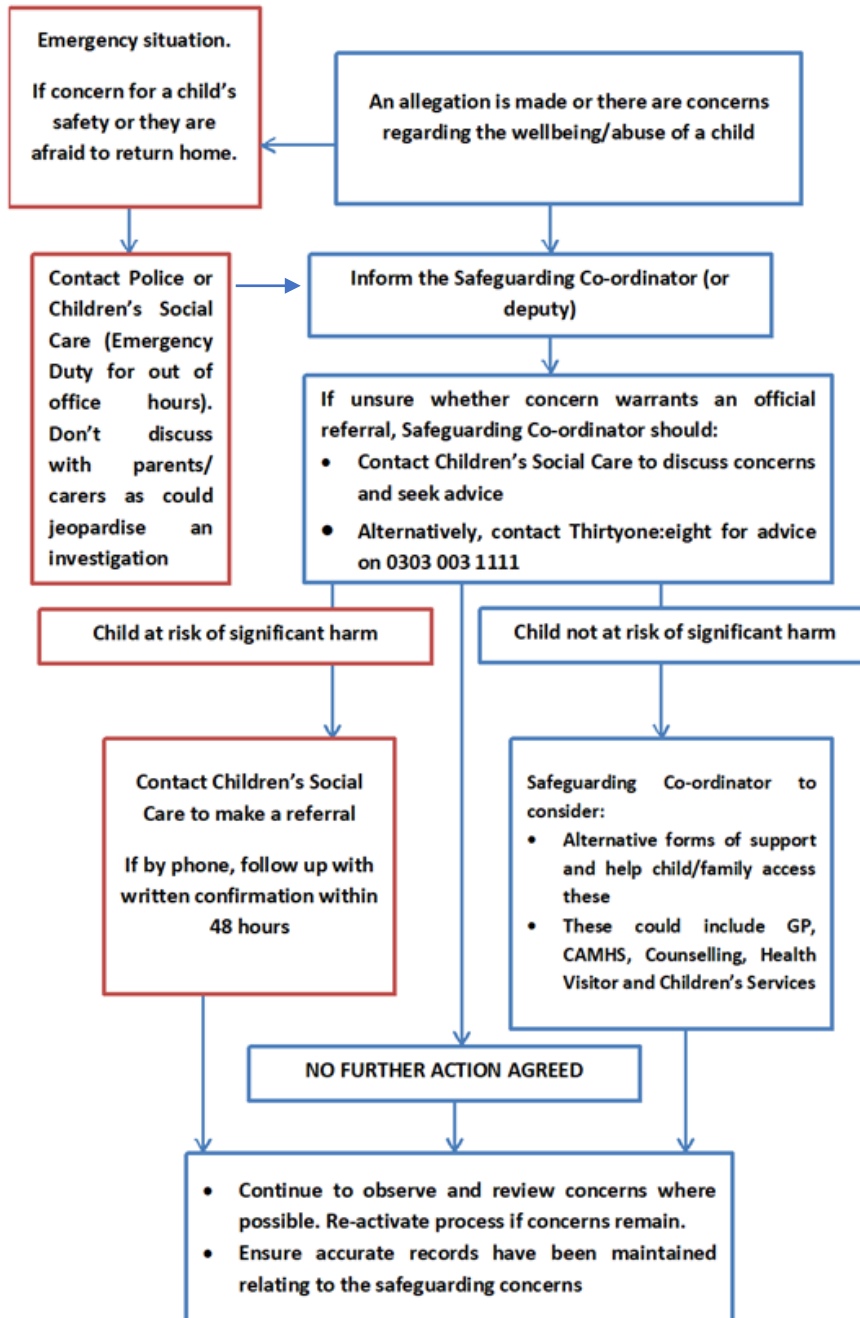 Emergency situation.
If concern for a child's
safety or they are
afraid to return home.
An allegation is made or there are concerns
regarding the wellbeing/abuse of a child
Contact Police or
Children's Social
Care (Emergency
Duty for out of
office hours).
Don't discuss
with parents/
carers as could
jeopardise an
investigation
Inform the Safeguarding Co-ordinator (or
deputy)
If unsure whether concern warrants an official
referral, Safeguarding Co-ordinator should:
• Contact Children's Social Care to discuss concerns
and seek advice
• Alternatively, contact Thirtyone:eight for advice
on 0303 003 1111
Child at risk of significant harm
Child not at risk of significant harm
Contact Children's Social
Care to make a referral
If by phone, follow up with
written confirmation within
48 hours
Safeguarding Co-ordinator to
consider:
• Alternative forms of support
and help child/family access
these
• These could include GP,
CAMHS, Counselling, Health
Visitor and Children's Services
NO FURTHER ACTION AGREED
• Continue to observe and review concerns where
possible. Re-activate process if concerns remain.
• Ensure accurate records have been maintained
relating to the safeguarding concerns